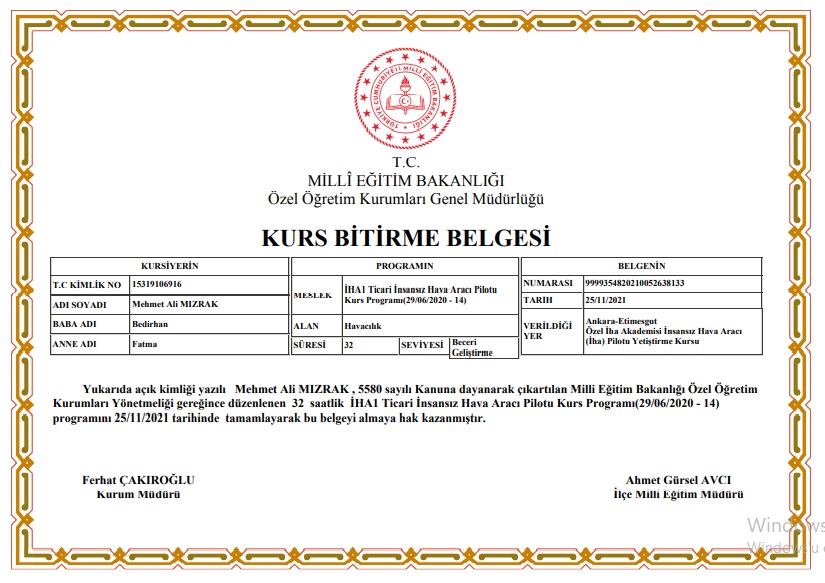 TÜRKİYE CUMHURİYETİ MİLLÎ EĞİTİM BAKANLIĞI
T.C.
MİLLÎ EĞİTİM BAKANLIĞI
Özel Öğretim Kurumları Genel Müdürlüğü
KURS BİTİRME BELGESİ
KURSİYERİN
T.C KİMLİK NO 15319106916
ADI SOYADI Mehmet Ali MIZRAK
BABA ADI Bedirhan
ANNE ADI Fatma
PROGRAMIN
MESLEK İHA1 Ticari İnsansız Hava Aracı Pilotu
Kurs Programı(29/06/2020 - 14)
ALAN Havacılık
SÜRESİ 32 SEVİYESİ Beceri
Geliştirme
BELGENİN
NUMARASI 9999354820210052638133
TARIH 25/11/2021
VERİLDİĞİ YER Ankara-Etimesgut
Özel İha Akademisi İnsansız Hava Aracı
(İha) Pilotu Yetiştirme Kursu
Yukarıda açık kimliği yazılı Mehmet Ali MIZRAK , 5580 sayılı Kanuna dayanarak çıkartılan Milli Eğitim Bakanlığı Özel Öğretim
Kurumları Yönetmeliği gereğince düzenlenen 32 saatlik İHA1 Ticari İnsansız Hava Aracı Pilotu Kurs Programı(29/06/2020 - 14)
programını 25/11/2021 tarihinde tamamlayarak bu belgeyi almaya hak kazanmıştır.
Ferhat ÇAKIROĞLU
Kurum Müdürü
Ahmet Gürsel AVCI
İlçe Milli Eğitim Müdürü
Windows
Windows'u